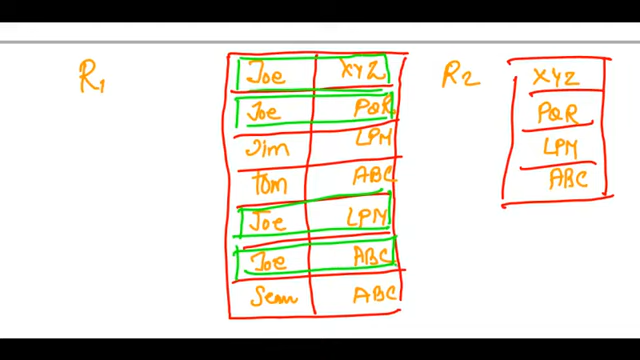 R1 Joe XYZ R2 XYZ
Joe PQR PQR
Jim LPM LPM
Tom ABC ABC
Joe LPM
Joe ABC
Sem ABC